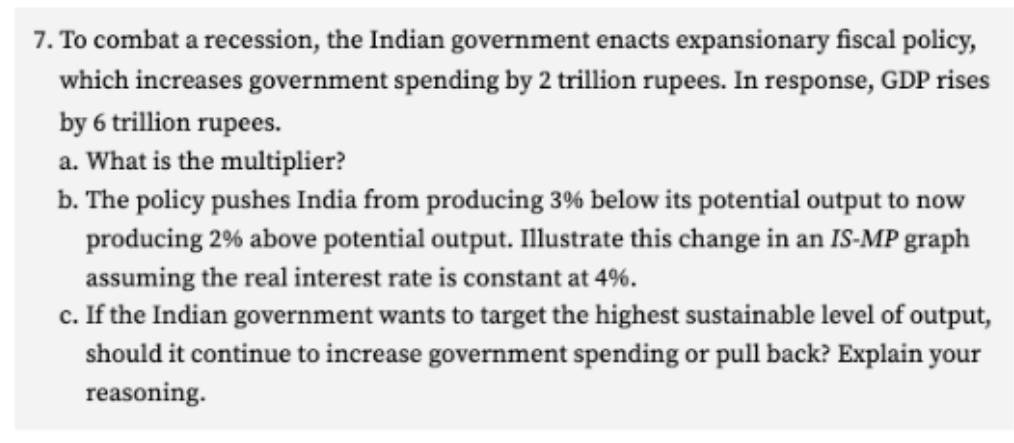 7. To combat a recession, the Indian government enacts expansionary fiscal policy,
which increases government spending by 2 trillion rupees. In response, GDP rises
by 6 trillion rupees.
a. What is the multiplier?
b. The policy pushes India from producing 3% below its potential output to now
producing 2% above potential output. Illustrate this change in an IS-MP graph
assuming the real interest rate is constant at 4%.
c. If the Indian government wants to target the highest sustainable level of output,
should it continue to increase government spending or pull back? Explain your
reasoning.